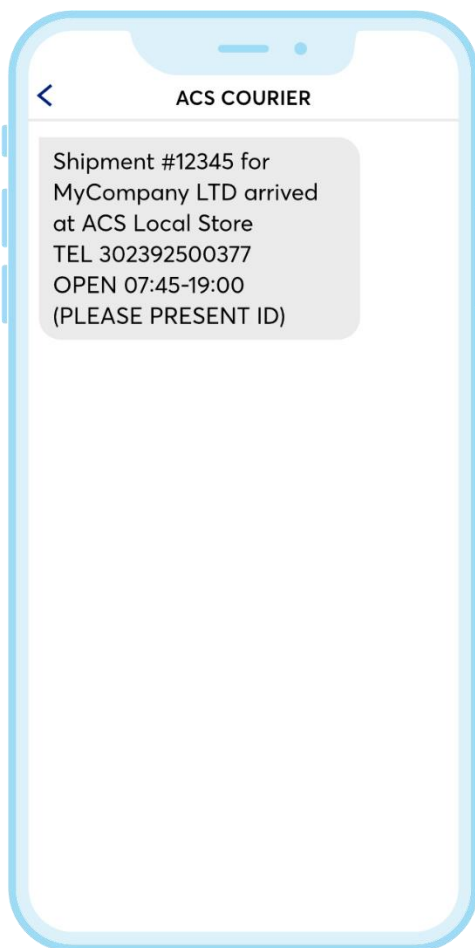 ACS COURIER
Shipment #12345 for
MyCompany LTD arrived
at ACS Local Store
TEL 302392500377
OPEN 07:45-19:00
(PLEASE PRESENT ID)